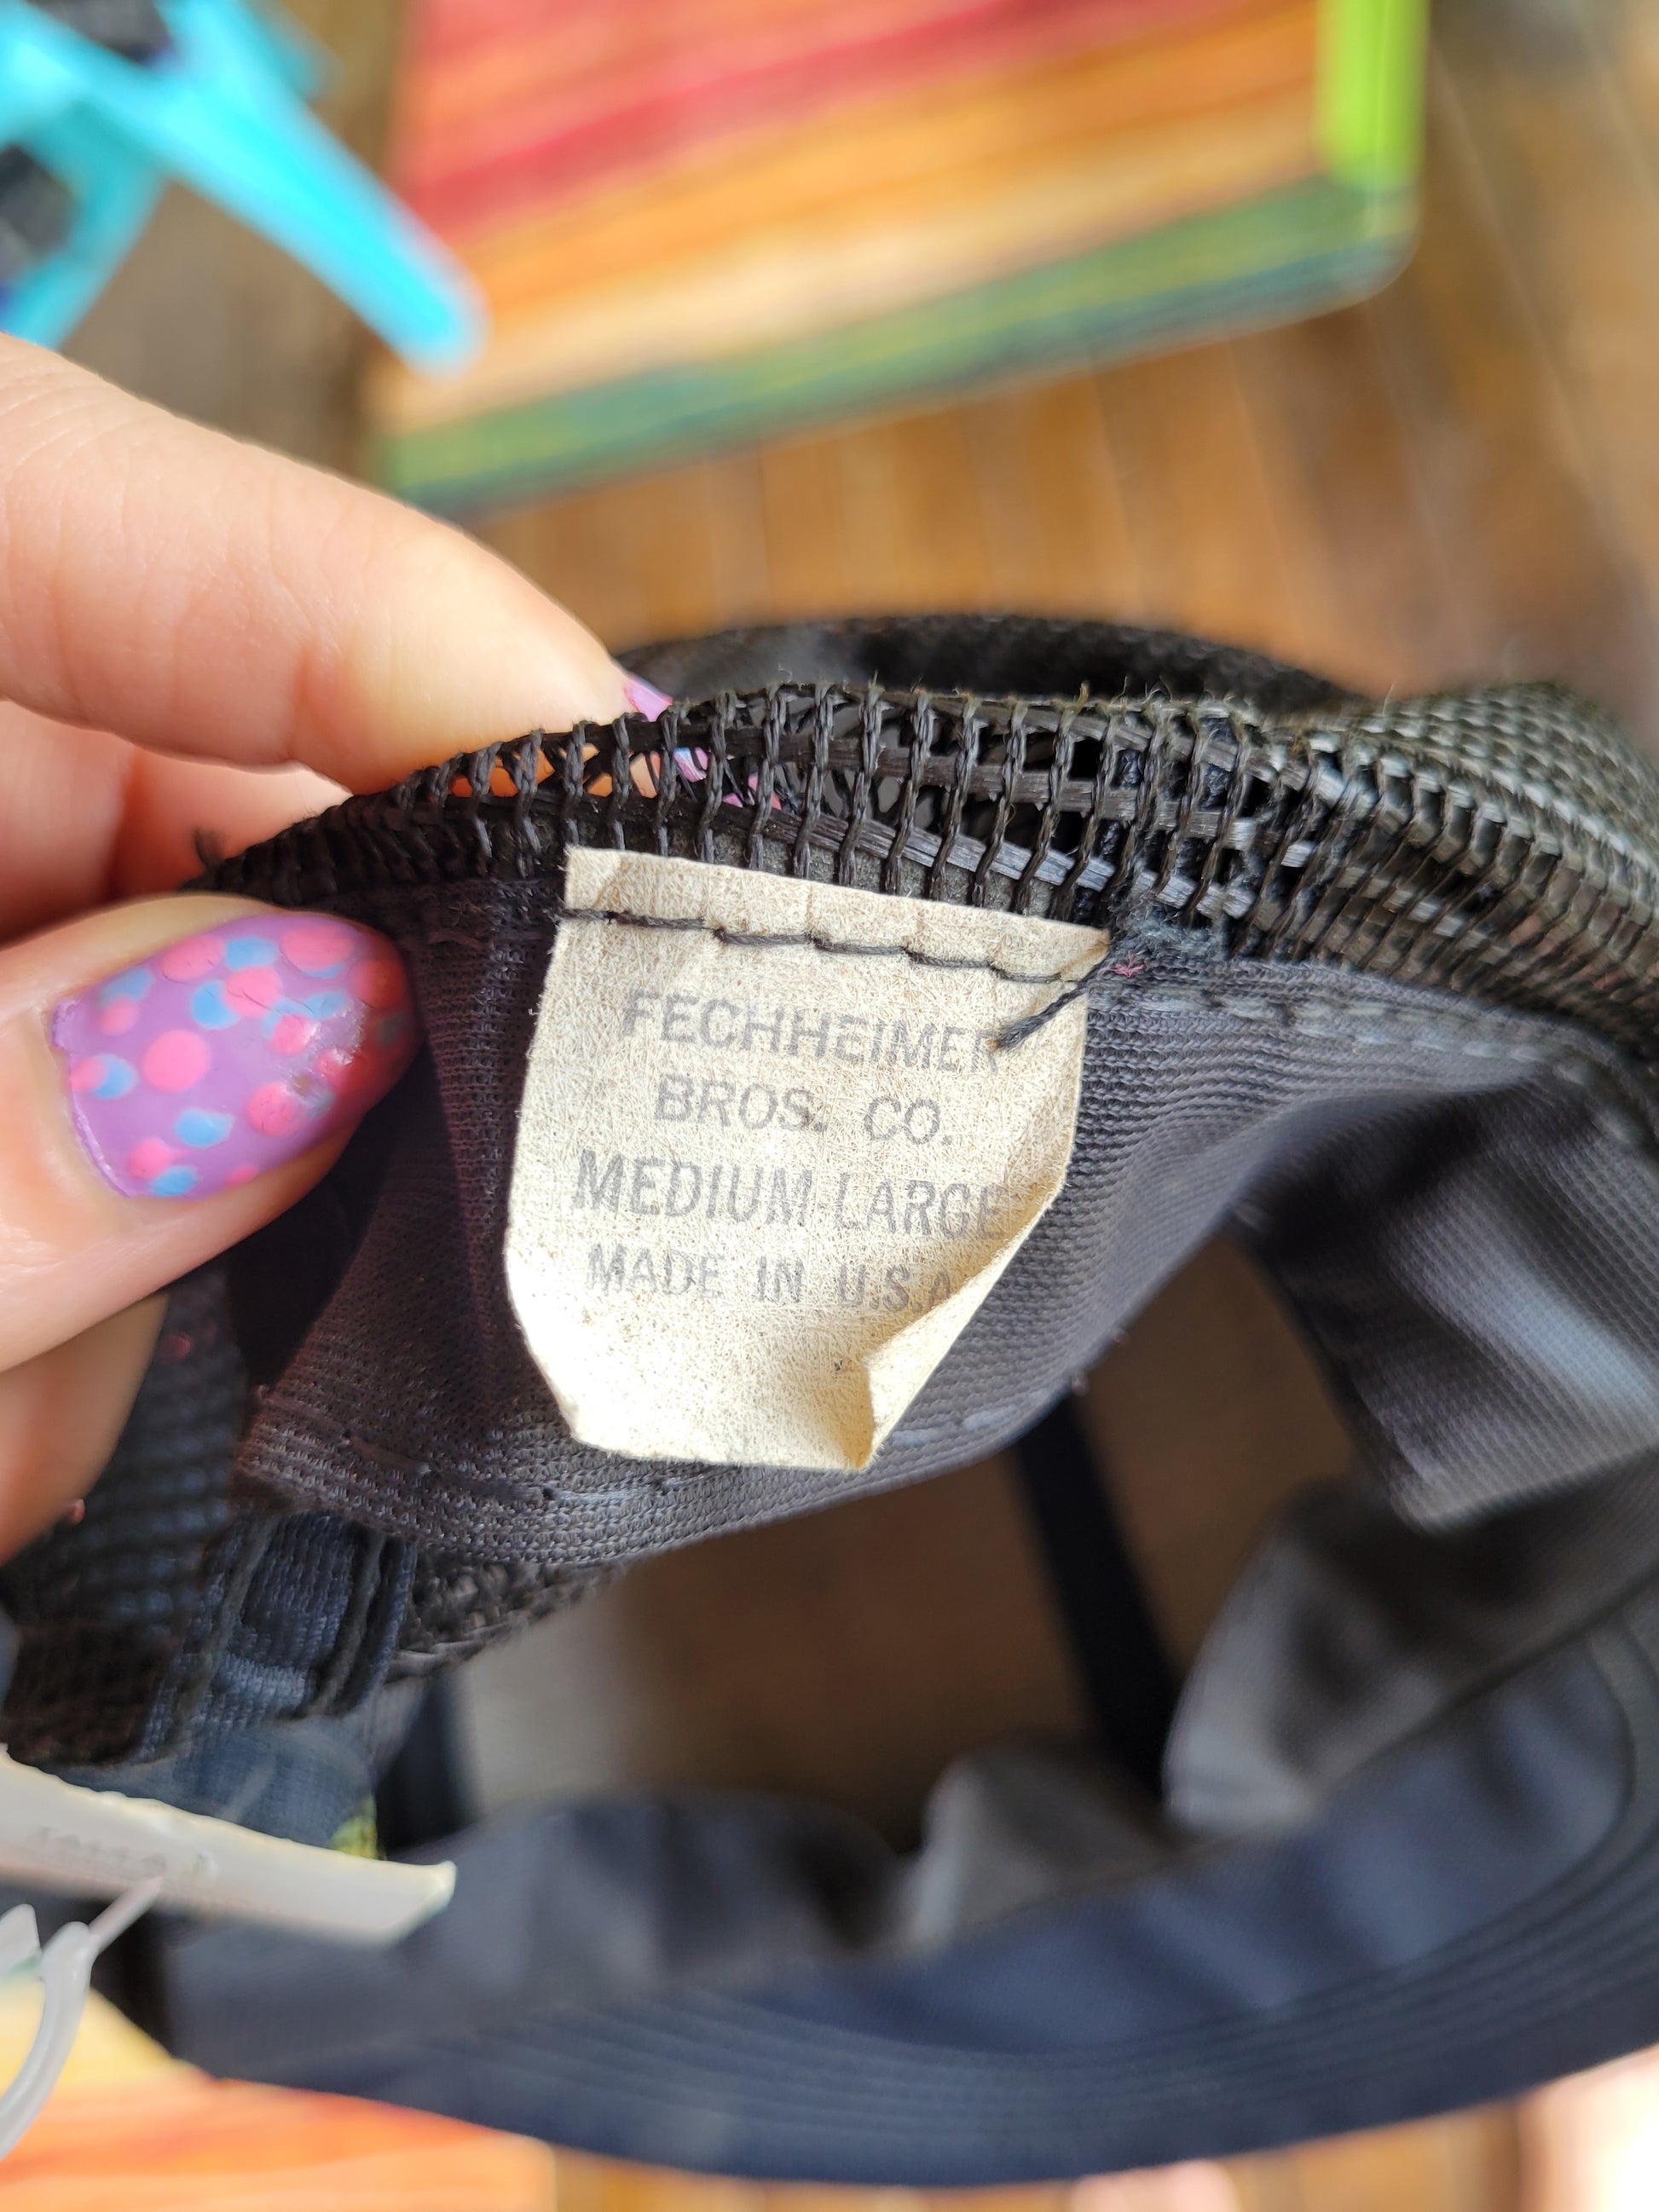 FECHHEIMER
BROS. CO.
MEDIUM-LARGE
MADE IN U.S.A.